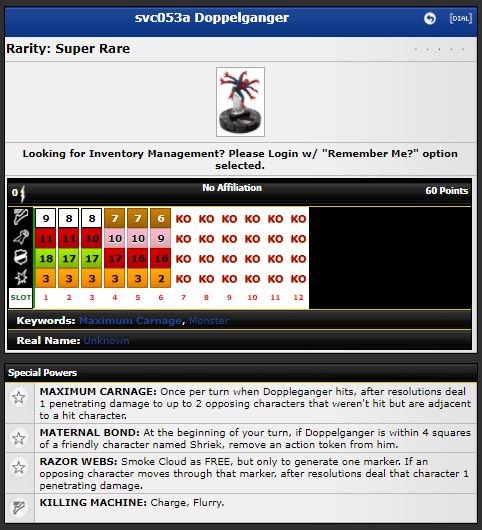 svc053a Doppelganger
[DIAL]
Rarity: Super Rare
Looking for Inventory Management? Please Login w/ "Remember Me?" option
selected.
0
No Affiliation
60 Points
9 8 8 7 7 6 KO KO KO KO KO KO
11 11 10 10 10 9 KO KO KO KO KO KO
18 17 17 17 16 16 KO KO KO KO KO KO
3 3 3 3 3 2 KO KO KO KO KO KO
SLOT 1 2 3 4 5 6 7 8 9 10 11 12
Keywords: Maximum Carnage, Monster
Real Name: Unknown
Special Powers
MAXIMUM CARNAGE: Once per turn when Doppleganger hits, after resolutions deal
1 penetrating damage to up to 2 opposing characters that weren't hit but are adjacent
to a hit character.
MATERNAL BOND: At the beginning of your turn, if Doppelganger is within 4 squares
of a friendly character named Shriek, remove an action token from him.
RAZOR WEBS: Smoke Cloud as FREE, but only to generate one marker. If an
opposing character moves through that marker, after resolutions deal that character 1
penetrating damage.
KILLING MACHINE: Charge, Flurry.